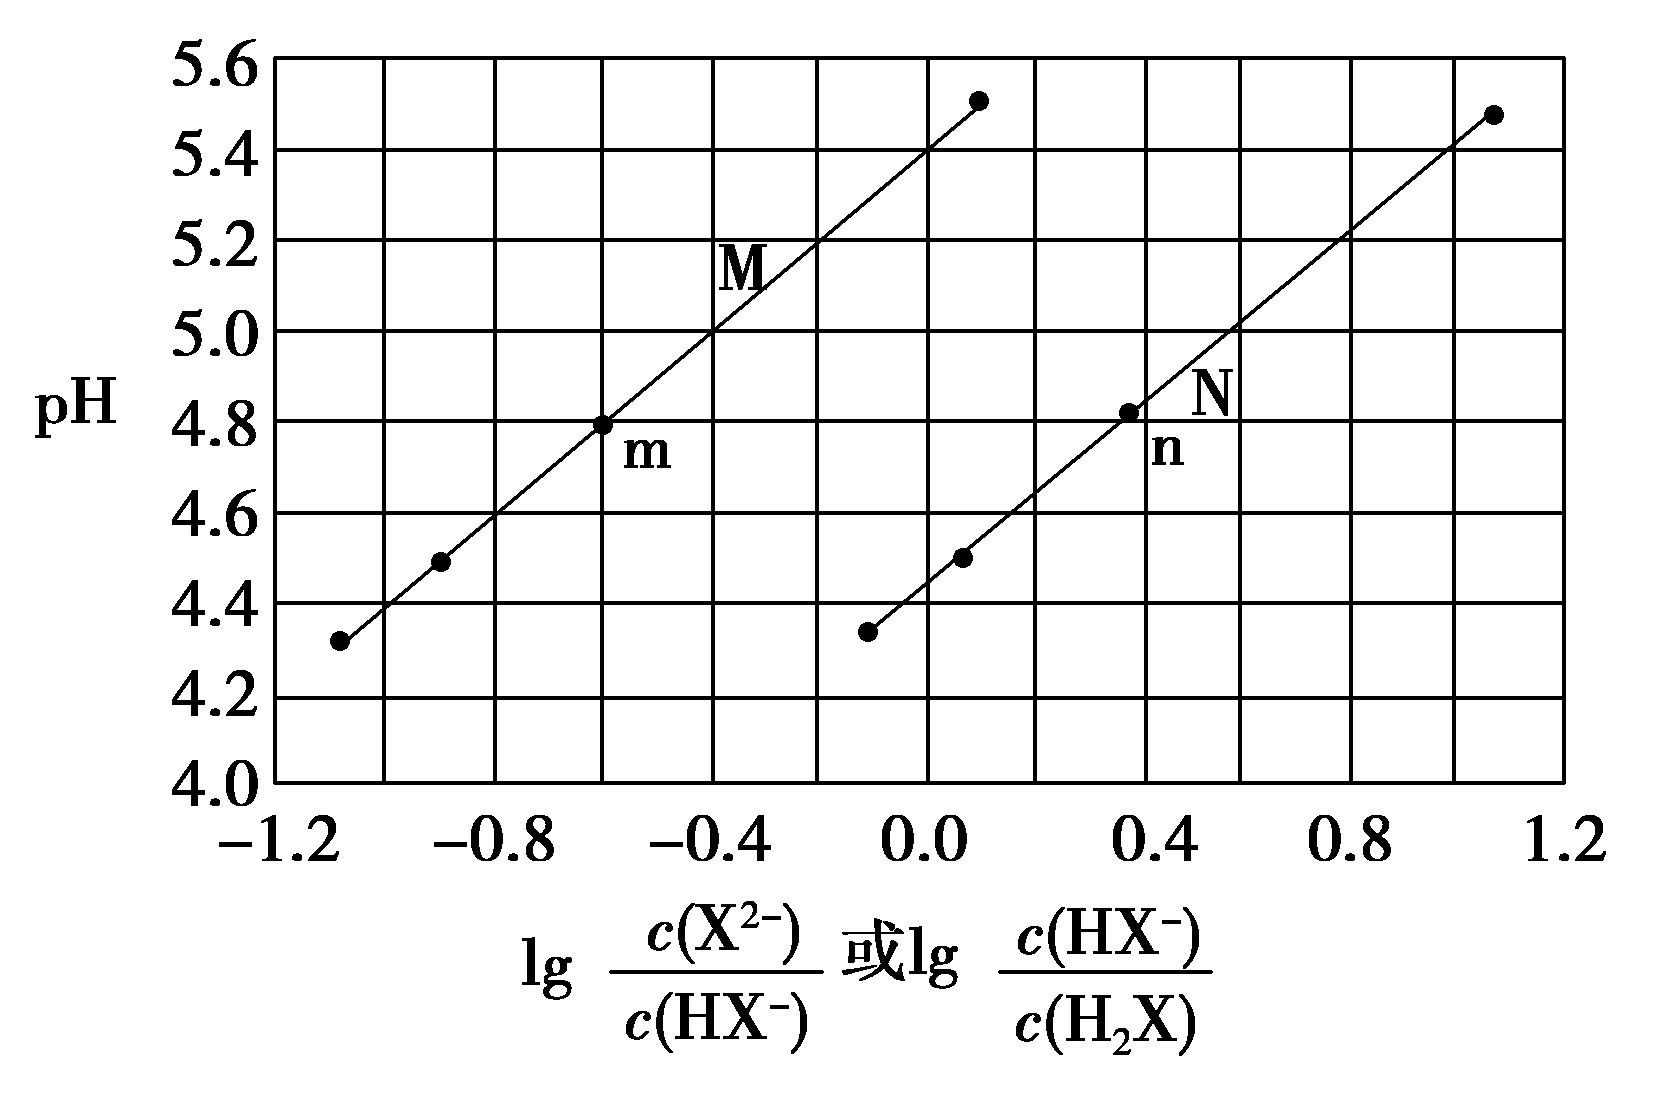 5.6
5.4
5.2
M
5.0
pH
N
4.8
m
n
4.6
4.4
4.2
4.0
−1.2 −0.8 −0.4 0.0 0.4 0.8 1.2
lg c(X²⁻)/c(HX⁻) 或lg c(HX⁻)/c(H₂X)